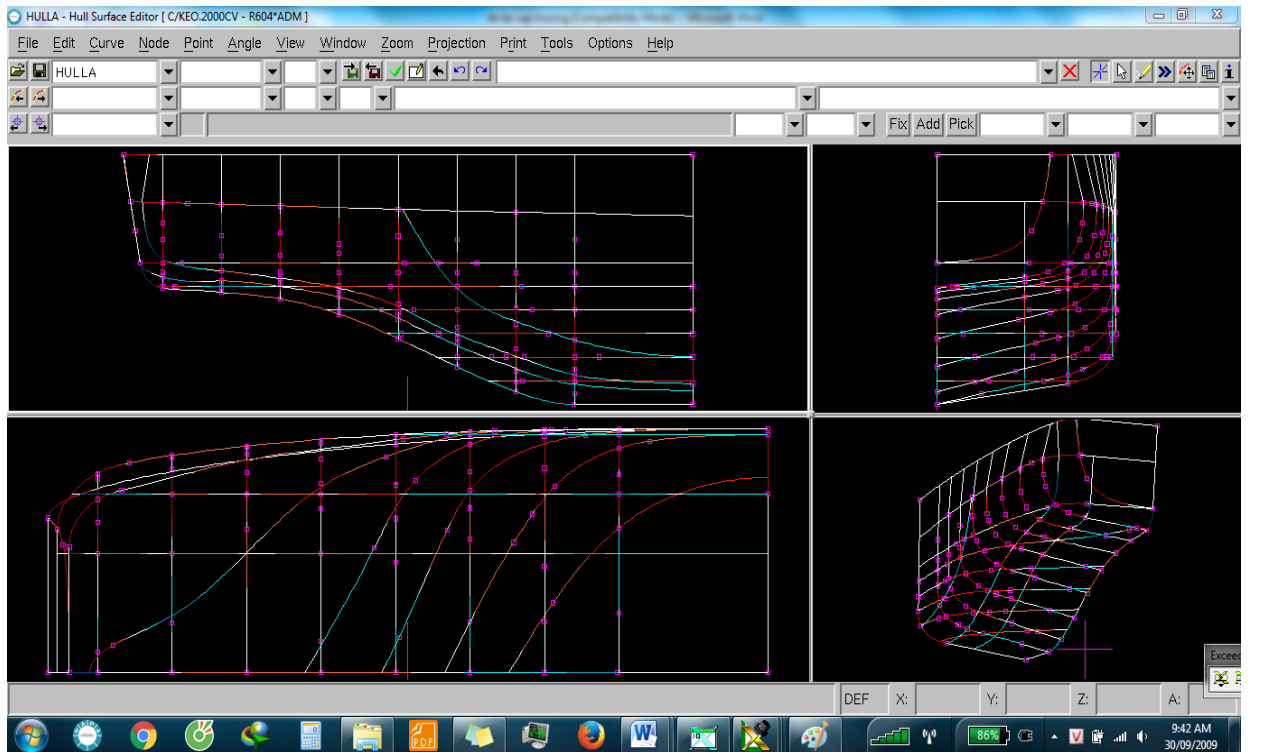 HULLA - Hull Surface Editor [ C/KEO.2000CV - R604*ADM ]
File Edit Curve Node Point Angle View Window Zoom Projection Print Tools Options Help
HULLA
Fix Add Pick
Exceed
DEF X: Y: Z: A:
PDF W 86% V 9:42 AM
30/09/2009